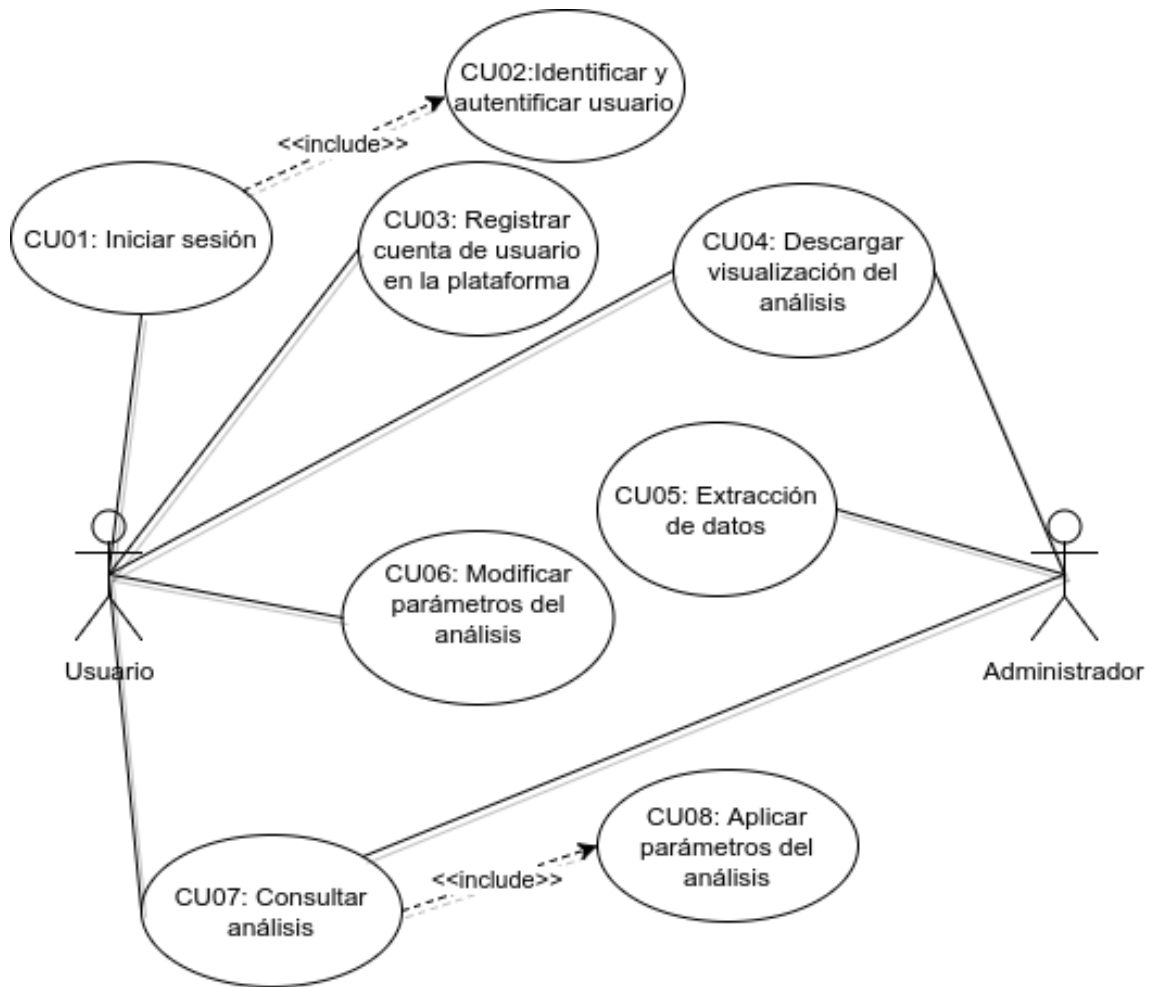 CU02:Identificar y
autentificar usuario
<<include>>
CU01: Iniciar sesión
CU03: Registrar
cuenta de usuario
en la plataforma
CU04: Descargar
visualización del
análisis
CU05: Extracción
de datos
CU06: Modificar
parámetros del
análisis
Usuario
Administrador
CU07: Consultar
análisis
<<include>>
CU08: Aplicar
parámetros del
análisis